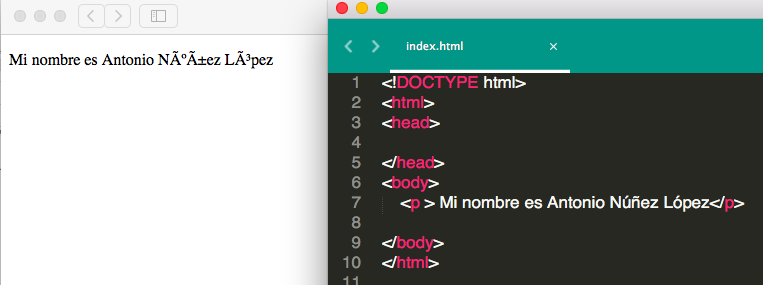 Mi nombre es Antonio NÃºÃ±ez LÃ³pez
index.html ×
1 <!DOCTYPE html>
2 <html>
3 <head>
4
5 </head>
6 <body>
7 <p > Mi nombre es Antonio Núñez López</p>
8
9 </body>
10 </html>
11